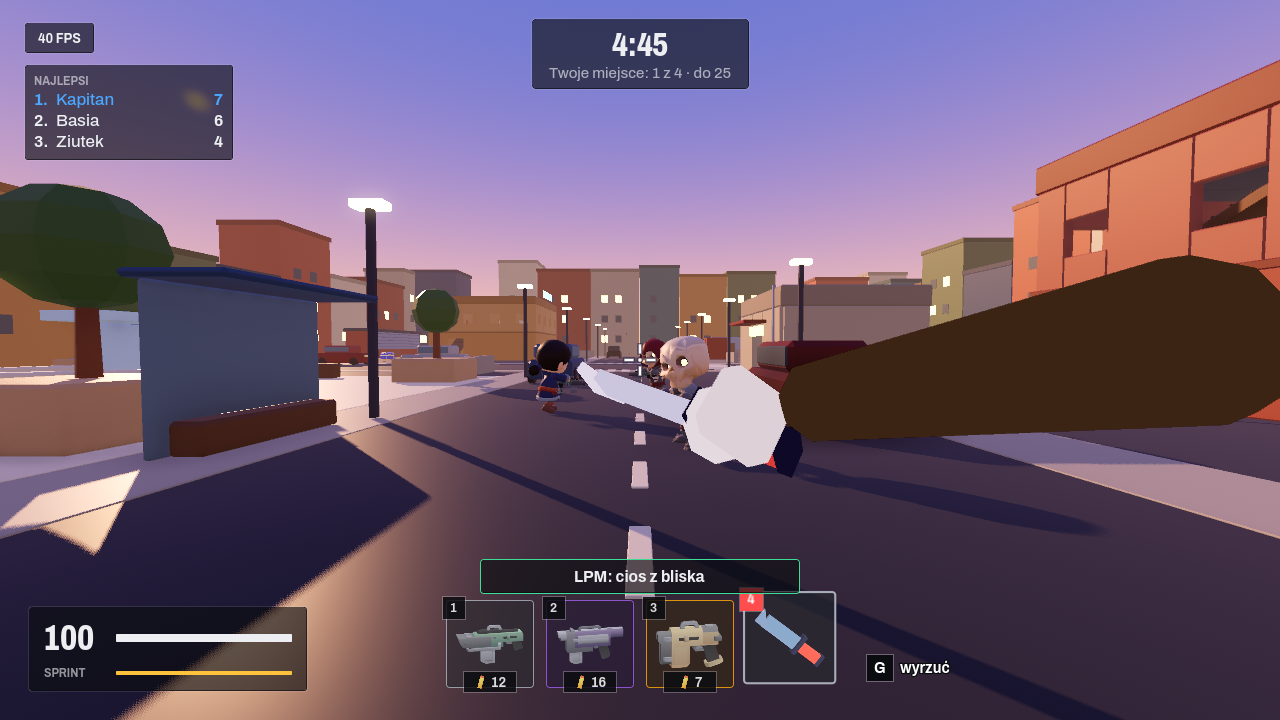 40 FPS
NAJLEPSI
1. Kapitan 7
2. Basia 6
3. Ziutek 4
4:45
Twoje miejsce: 1 z 4 · do 25
LPM: cios z bliska
100
SPRINT
1
12
2
16
3
7
4
G wyrzuć